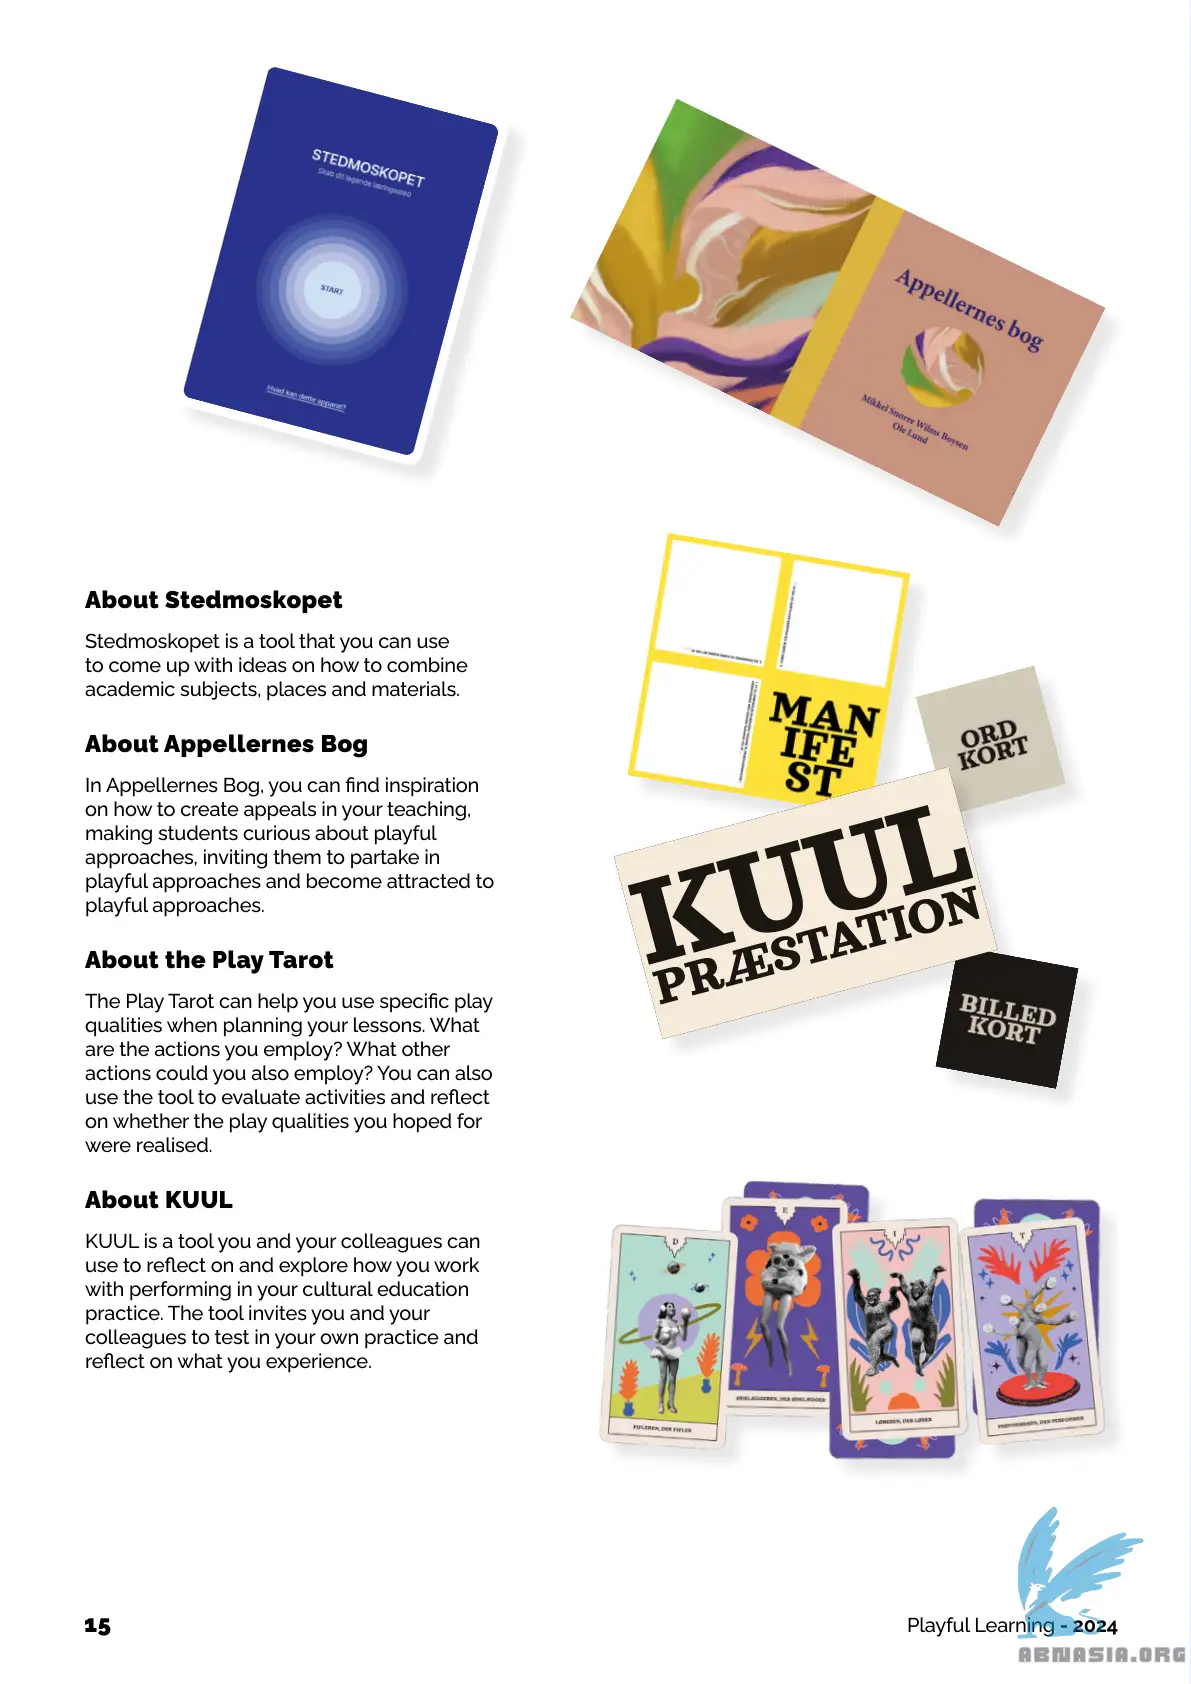 STEDMOSKOPET
Skab dit legende læringssted
START
Hvad kan dette apparat?
Appellernes bog
Mikkel Snorre Wilms Boysen
Ole Lund
About Stedmoskopet
Stedmoskopet is a tool that you can use
to come up with ideas on how to combine
academic subjects, places and materials.
About Appellernes Bog
In Appellernes Bog, you can find inspiration
on how to create appeals in your teaching,
making students curious about playful
approaches, inviting them to partake in
playful approaches and become attracted to
playful approaches.
About the Play Tarot
The Play Tarot can help you use specific play
qualities when planning your lessons. What
are the actions you employ? What other
actions could you also employ? You can also
use the tool to evaluate activities and reflect
on whether the play qualities you hoped for
were realised.
About KUUL
KUUL is a tool you and your colleagues can
use to reflect on and explore how you work
with performing in your cultural education
practice. The tool invites you and your
colleagues to test in your own practice and
reflect on what you experience.
MAN
IFE
ST
ORD
KORT
KUUL
PRÆSTATION
BILLED
KORT
D
FIFLEREN, DER FIFLER
E
ØDELÆGGEREN, DER ØDELÆGGER
I
LØBEREN, DER LØBER
T
PERFORMEREN, DER PERFORMER
15
Playful Learning - 2024
ABNASIA.ORG